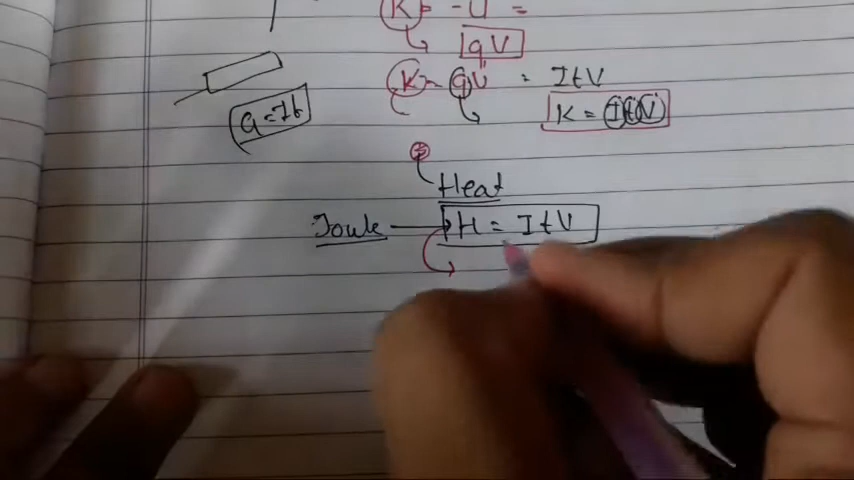 K = - U =
qV
K = qV = ItV
q=It
K = ItV
Heat
Joule H = ItV